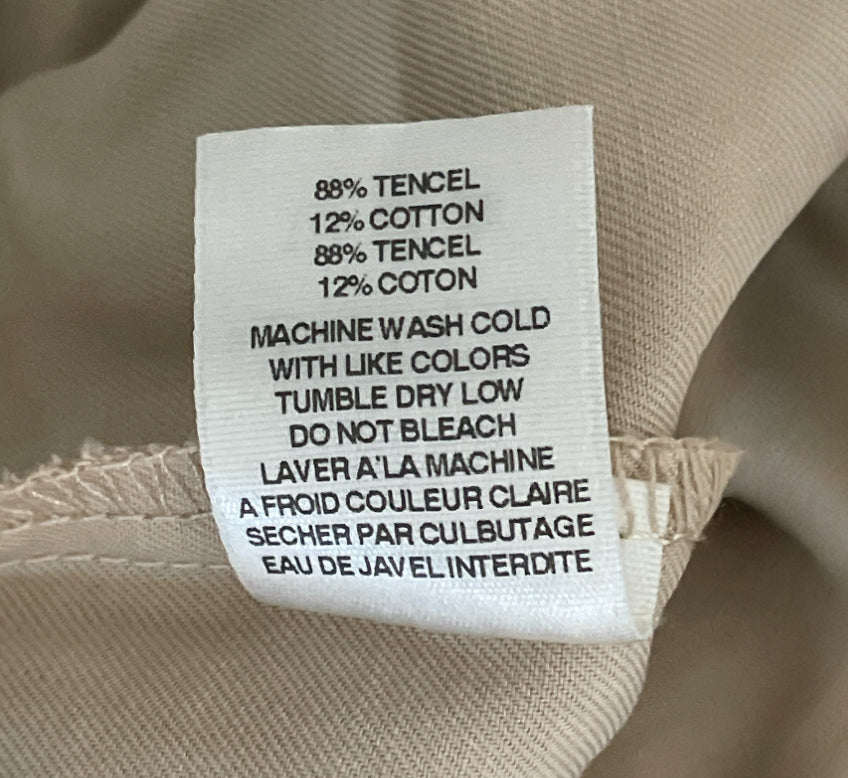 88% TENCEL
12% COTTON
88% TENCEL
12% COTON
MACHINE WASH COLD
WITH LIKE COLORS
TUMBLE DRY LOW
DO NOT BLEACH
LAVER A'LA MACHINE
A FROID COULEUR CLAIRE
SECHER PAR CULBUTAGE
EAU DE JAVEL INTERDITE